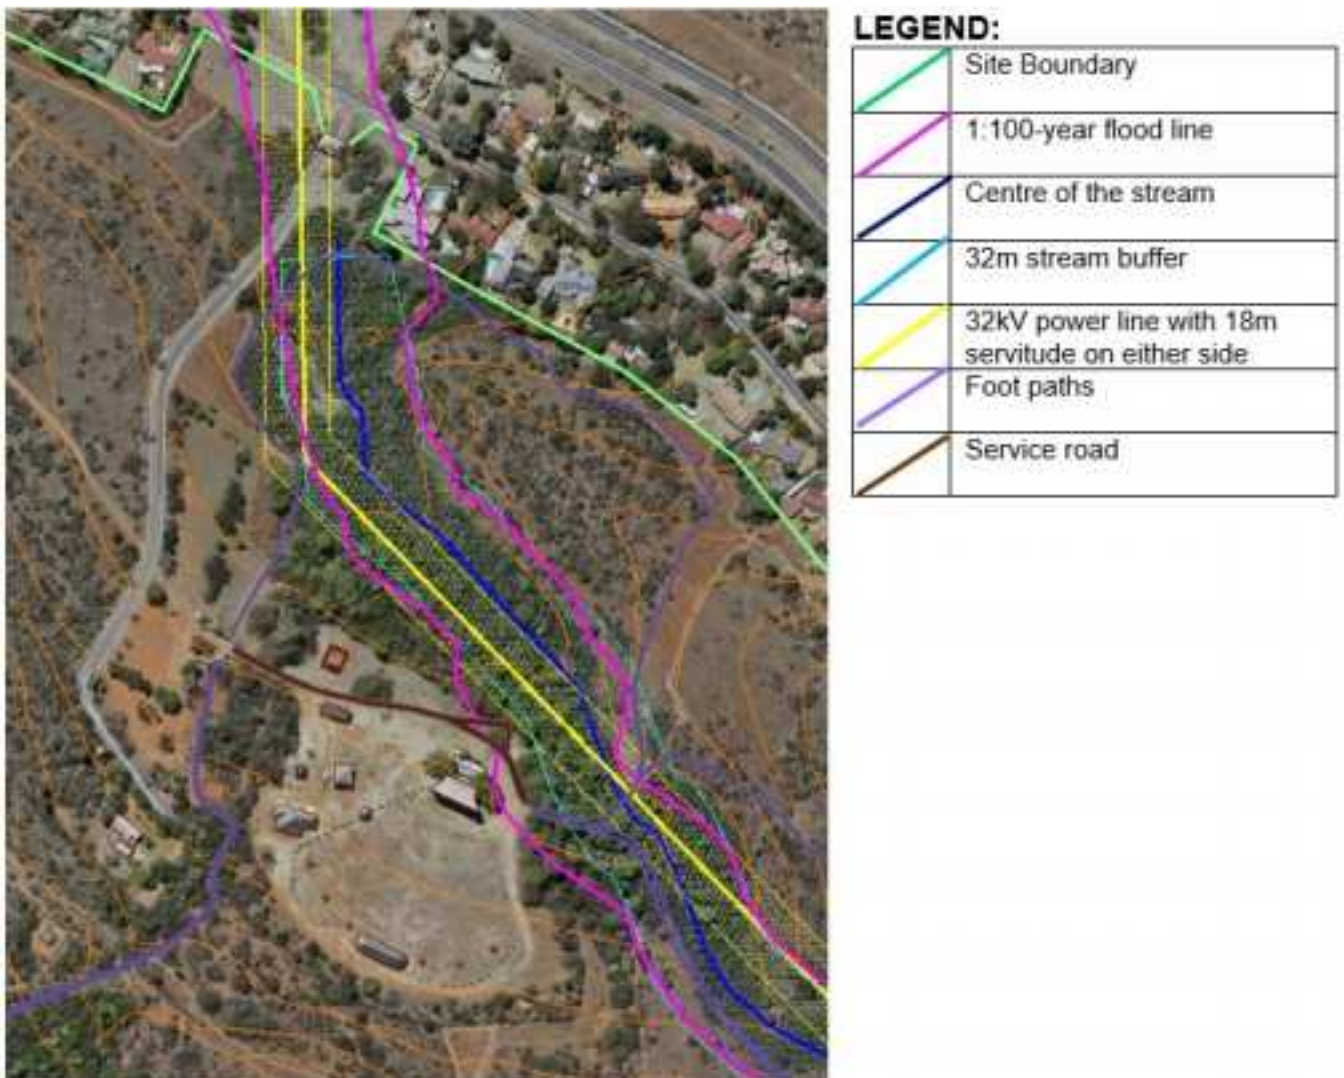 LEGEND:
Site Boundary
1:100-year flood line
Centre of the stream
32m stream buffer
32kV power line with 18m
servitude on either side
Foot paths
Service road